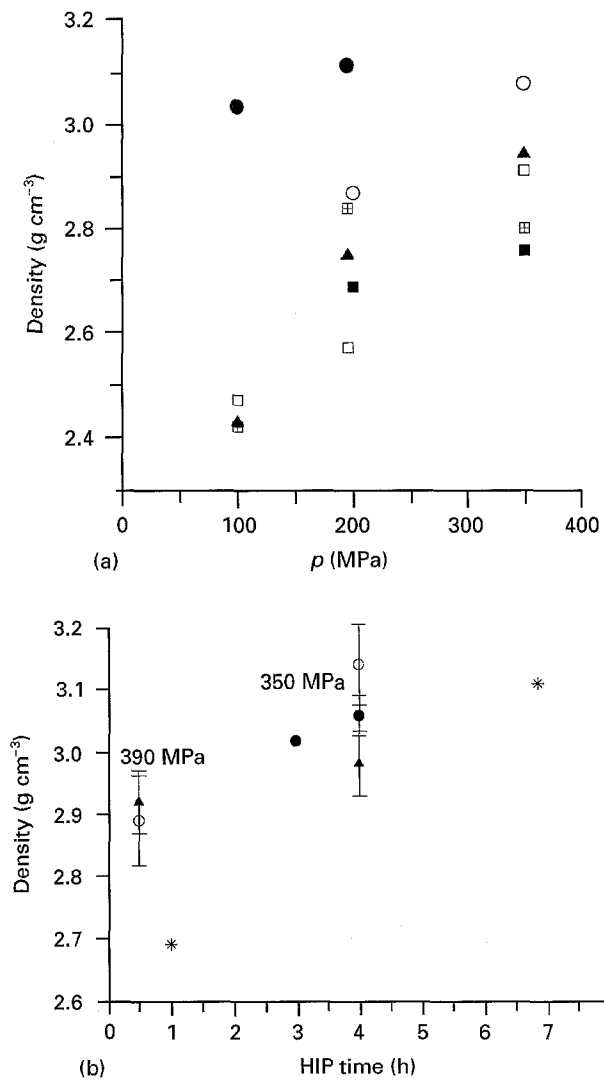 3.2
3.0
2.8
2.6
2.4
Density (g cm⁻³)
0 100 200 300 400
(a) p (MPa)
3.2
3.1
3.0
2.9
2.8
2.7
2.6
Density (g cm⁻³)
350 MPa
390 MPa
0 1 2 3 4 5 6 7
(b) HIP time (h)